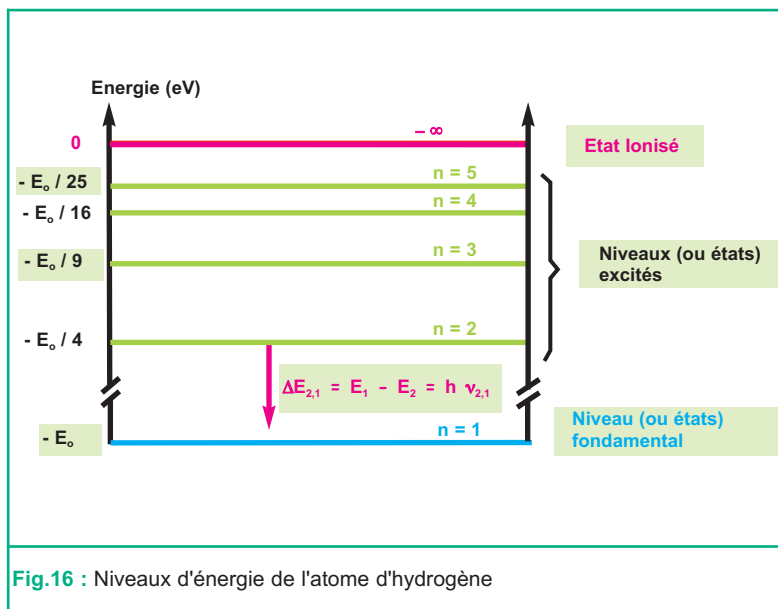 Energie (eV)
0
– ∞
Etat Ionisé
- Eo / 25
n = 5
- Eo / 16
n = 4
- Eo / 9
n = 3
Niveaux (ou états)
excités
- Eo / 4
n = 2
ΔE2,1 = E1 – E2 = h ν2,1
- Eo
n = 1
Niveau (ou états)
fondamental
Fig.16 : Niveaux d'énergie de l'atome d'hydrogène